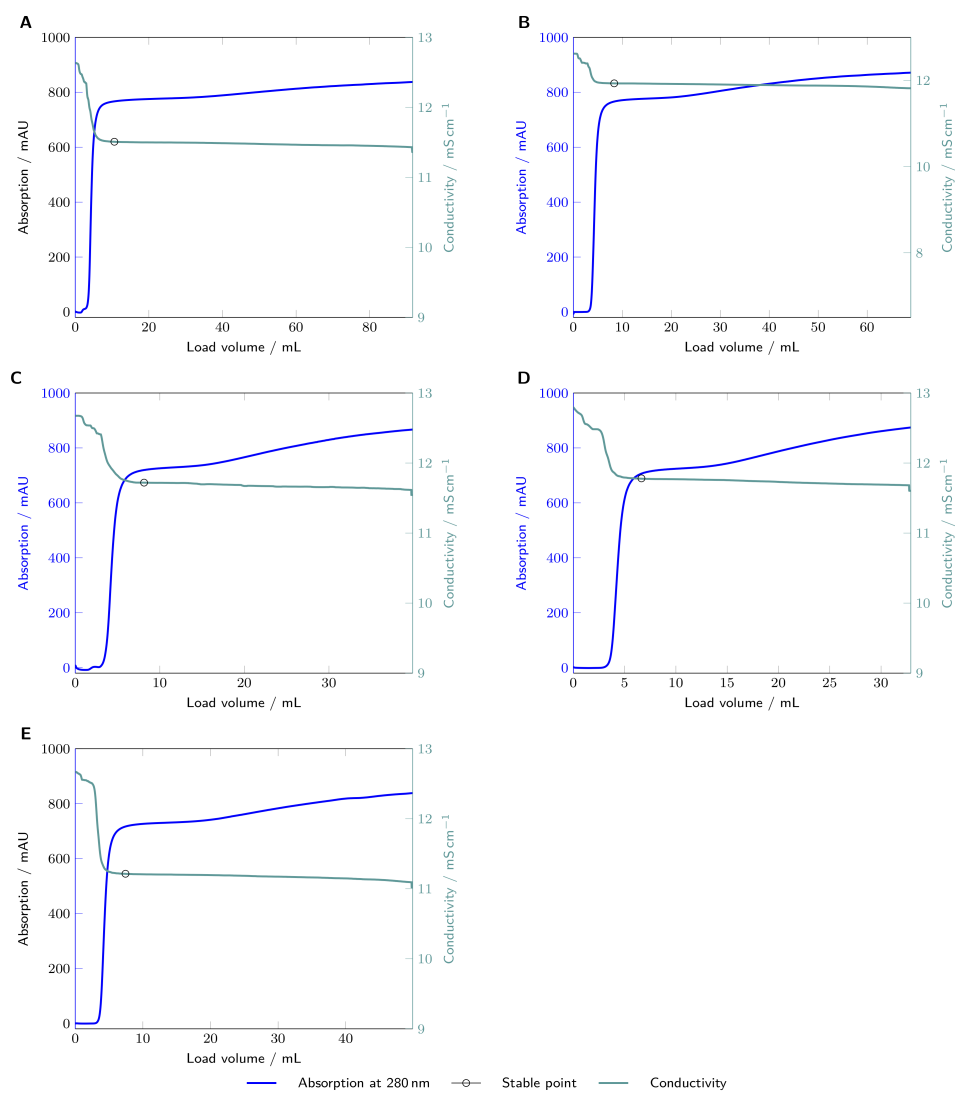 A
1000
800
600
400
200
0
Absorption / mAU
13
12
11
10
9
Conductivity / mS cm⁻¹
0 20 40 60 80
Load volume / mL
B
1000
800
600
400
200
0
Absorption / mAU
12
10
8
Conductivity / mS cm⁻¹
0 10 20 30 40 50 60
Load volume / mL
C
1000
800
600
400
200
0
Absorption / mAU
13
12
11
10
9
Conductivity / mS cm⁻¹
0 10 20 30
Load volume / mL
D
1000
800
600
400
200
0
Absorption / mAU
13
12
11
10
9
Conductivity / mS cm⁻¹
0 5 10 15 20 25 30
Load volume / mL
E
1000
800
600
400
200
0
Absorption / mAU
13
12
11
10
9
Conductivity / mS cm⁻¹
0 10 20 30 40
Load volume / mL
Absorption at 280 nm Stable point Conductivity